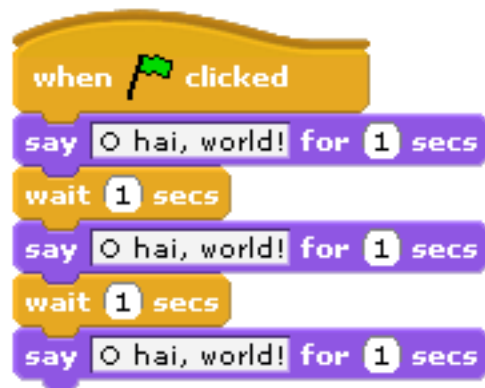 when clicked
say O hai, world! for 1 secs
wait 1 secs
say O hai, world! for 1 secs
wait 1 secs
say O hai, world! for 1 secs